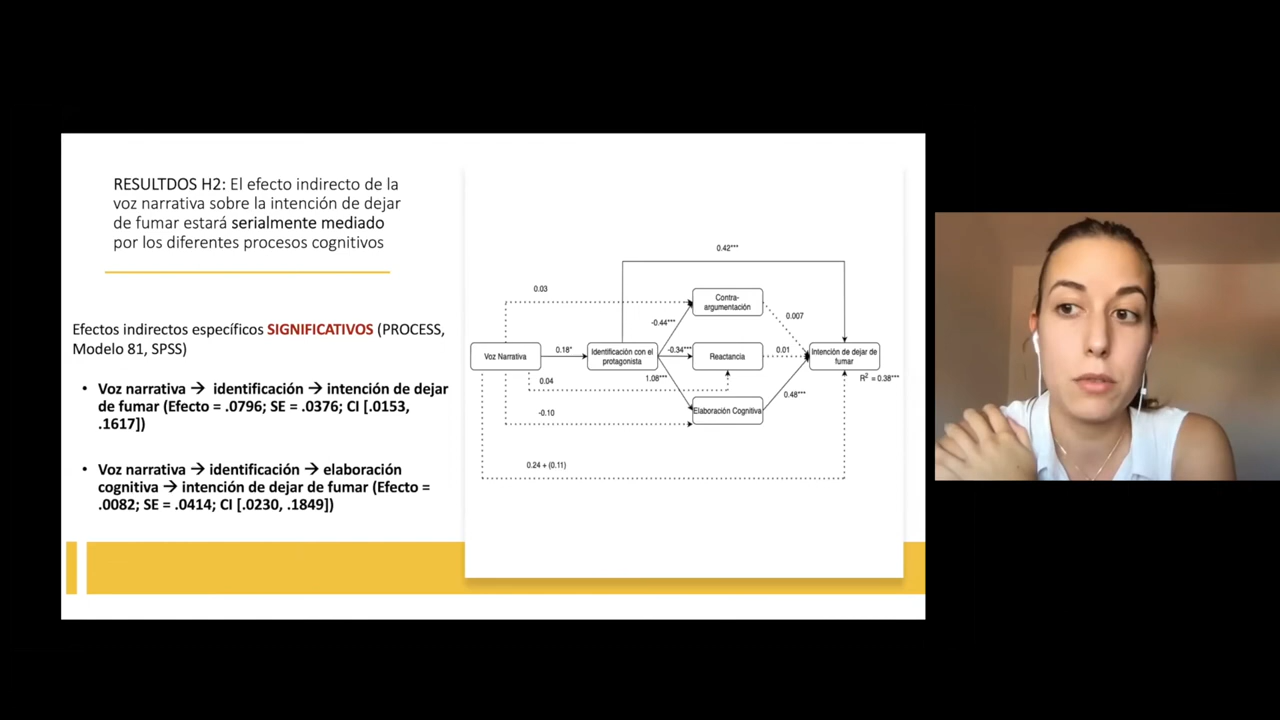 RESULTDOS H2: El efecto indirecto de la
voz narrativa sobre la intención de dejar
de fumar estará serialmente mediado
por los diferentes procesos cognitivos
Efectos indirectos específicos SIGNIFICATIVOS (PROCESS,
Modelo 81, SPSS)
• Voz narrativa → identificación → intención de dejar
de fumar (Efecto = .0796; SE = .0376; CI [.0153,
.1617])
• Voz narrativa → identificación → elaboración
cognitiva → intención de dejar de fumar (Efecto =
.0082; SE = .0414; CI [.0230, .1849])
0.42***
0.03
Contra-
argumentación
0.007
-0.44***
Voz Narrativa
0.18*
Identificación con el
protagonista
-0.34***
Reactancia
0.01
Intención de dejar de
fumar
R² = 0.38***
0.04
1.08***
0.48***
-0.10
Elaboración Cognitiva
0.24 + (0.11)